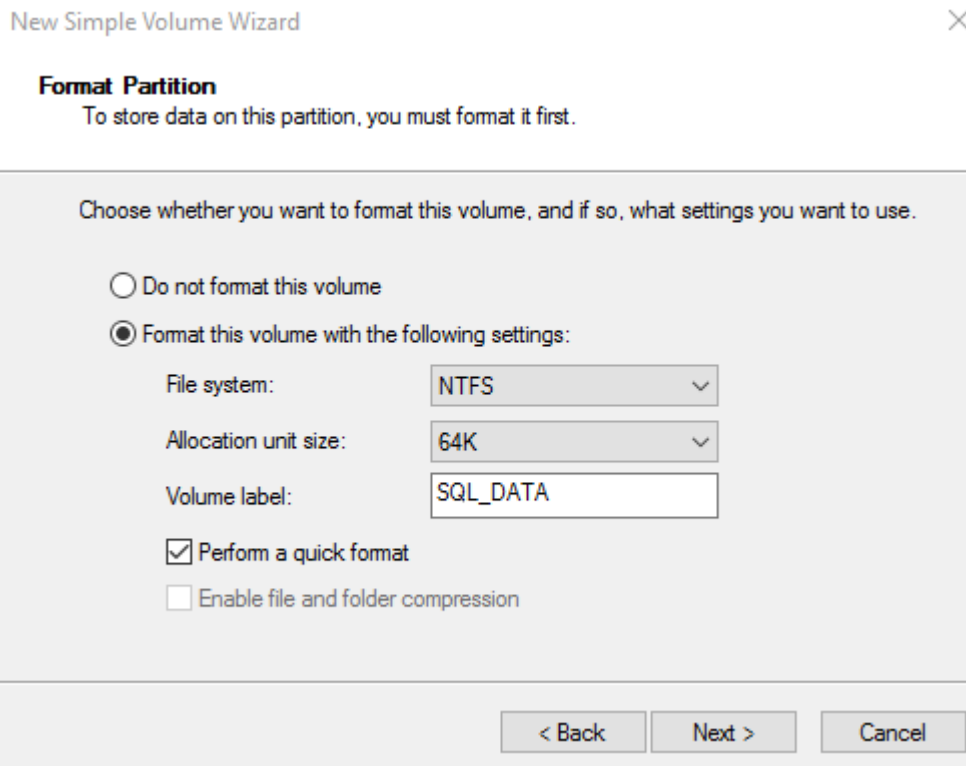 New Simple Volume Wizard
Format Partition
To store data on this partition, you must format it first.
Choose whether you want to format this volume, and if so, what settings you want to use.
Do not format this volume
Format this volume with the following settings:
File system: NTFS
Allocation unit size: 64K
Volume label: SQL_DATA
Perform a quick format
Enable file and folder compression
< Back Next > Cancel